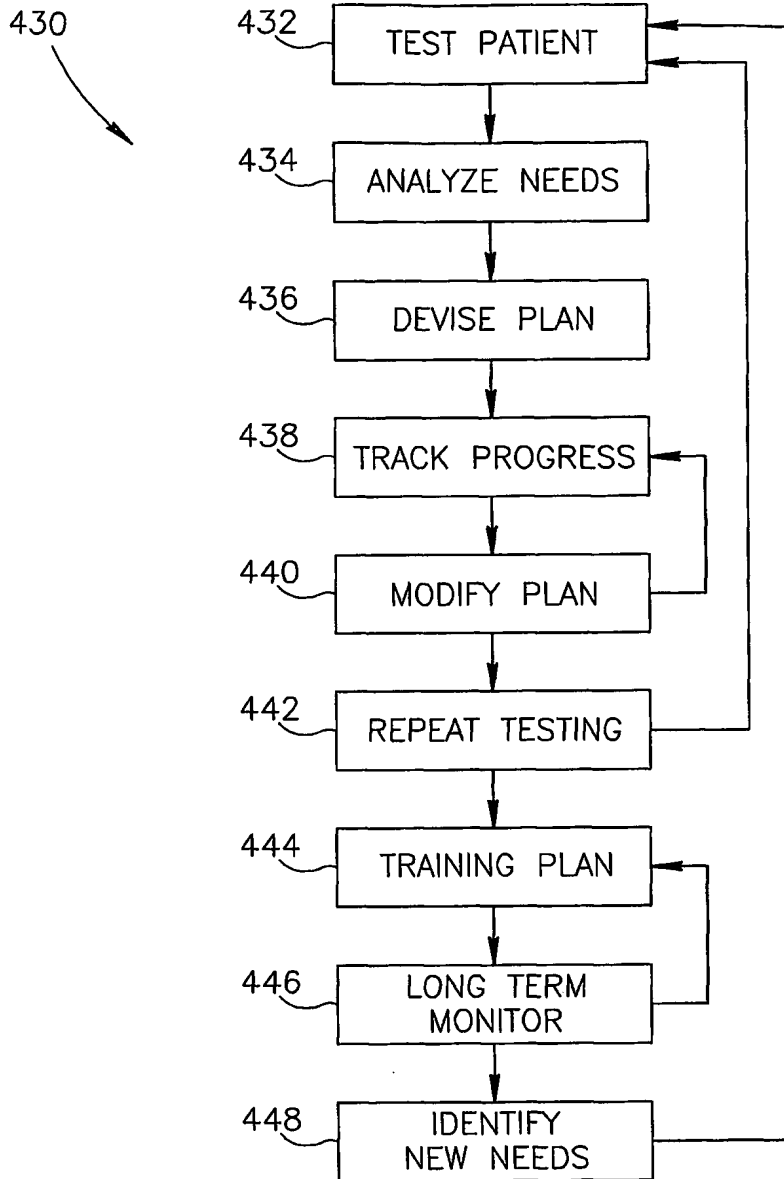 430
432
TEST PATIENT
434
ANALYZE NEEDS
436
DEVISE PLAN
438
TRACK PROGRESS
440
MODIFY PLAN
442
REPEAT TESTING
444
TRAINING PLAN
446
LONG TERM
MONITOR
448
IDENTIFY
NEW NEEDS